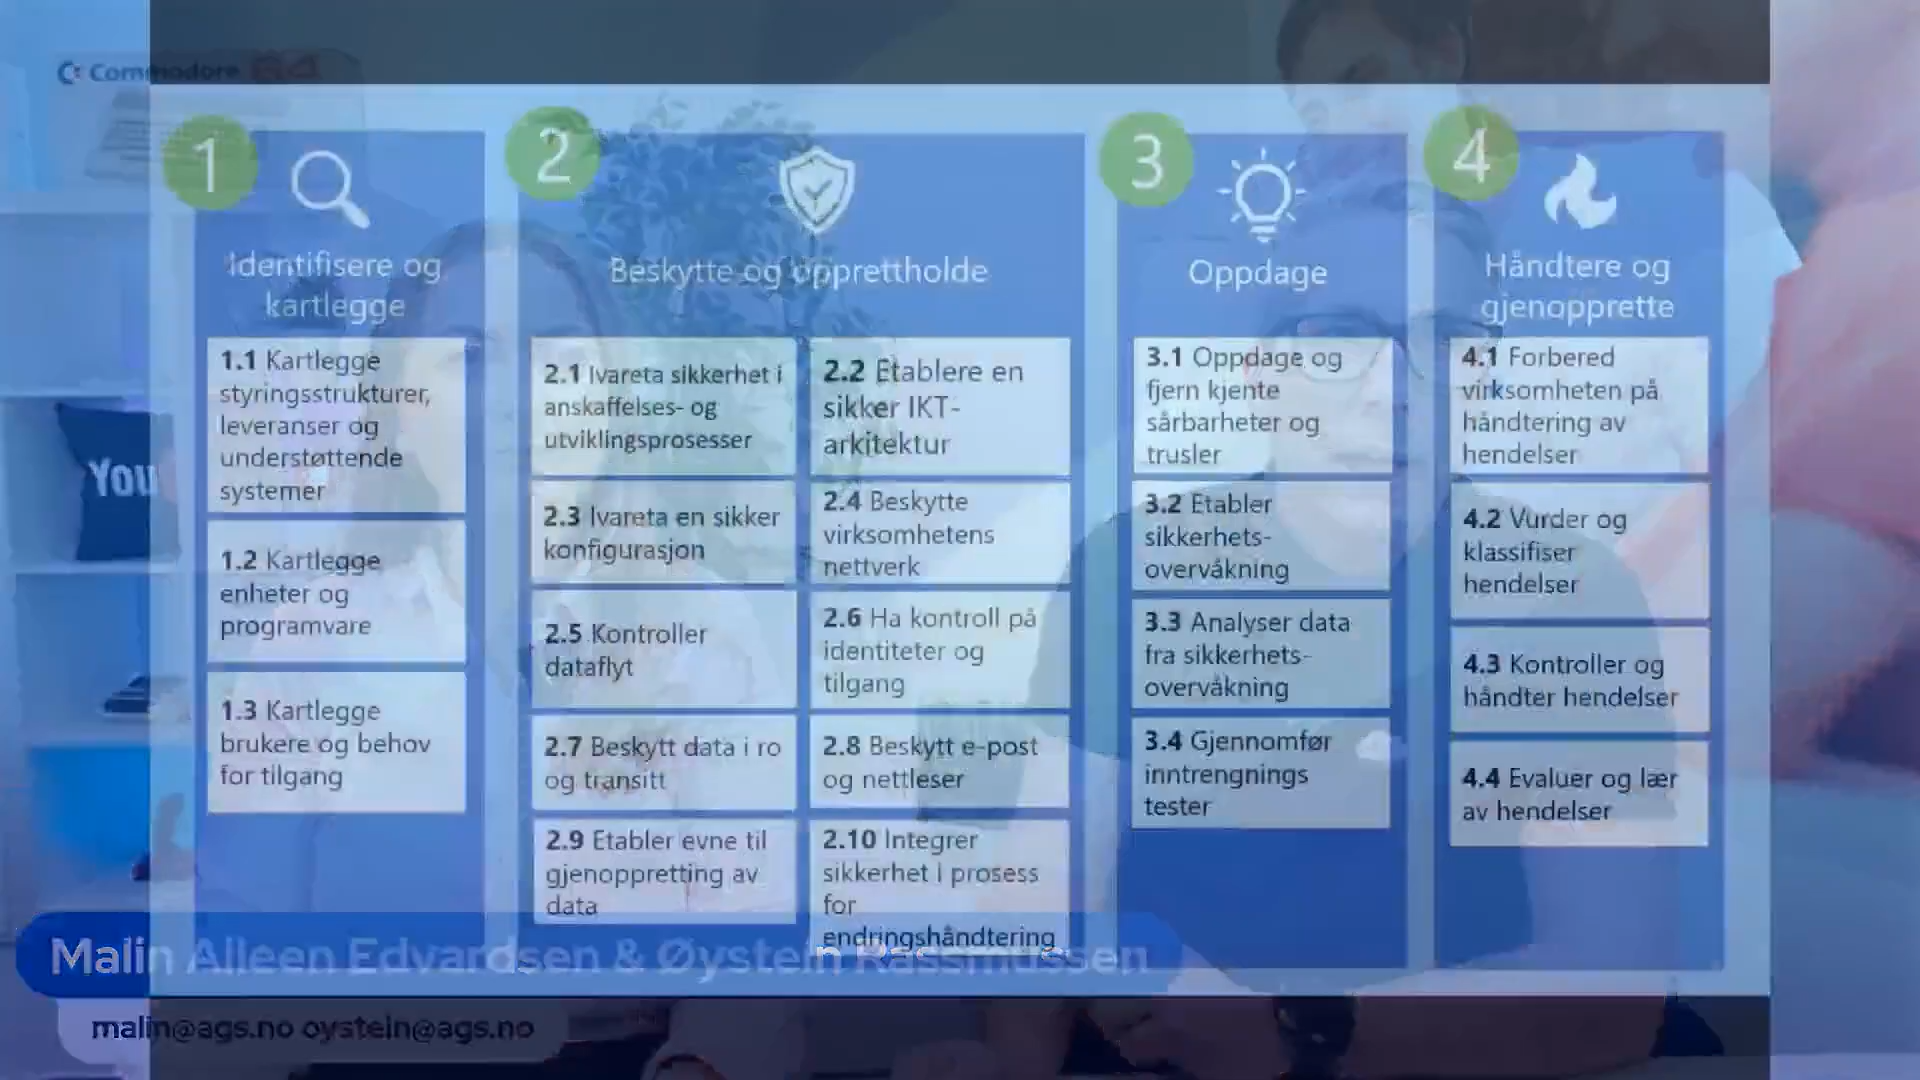 Commodore 64
1
Identifisere og
kartlegge
1.1 Kartlegge
styringsstrukturer,
leveranser og
understøttende
systemer
1.2 Kartlegge
enheter og
programvare
1.3 Kartlegge
brukere og behov
for tilgang
2
Beskytte og opprettholde
2.1 Ivareta sikkerhet i
anskaffelses- og
utviklingsprosesser
2.2 Etablere en
sikker IKT-
arkitektur
2.3 Ivareta en sikker
konfigurasjon
2.4 Beskytte
virksomhetens
nettverk
2.5 Kontroller
dataflyt
2.6 Ha kontroll på
identiteter og
tilgang
2.7 Beskytt data i ro
og transitt
2.8 Beskytt e-post
og nettleser
2.9 Etabler evne til
gjenoppretting av
data
2.10 Integrer
sikkerhet i prosess
for
endringshåndtering
3
Oppdage
3.1 Oppdage og
fjern kjente
sårbarheter og
trusler
3.2 Etabler
sikkerhets-
overvåkning
3.3 Analyser data
fra sikkerhets-
overvåkning
3.4 Gjennomfør
inntrengnings
tester
4
Håndtere og
gjenopprette
4.1 Forbered
virksomheten på
håndtering av
hendelser
4.2 Vurder og
klassifiser
hendelser
4.3 Kontroller og
håndter hendelser
4.4 Evaluer og lær
av hendelser
You
Malin Alleen Edvardsen & Øystein Rassmussen
malin@ags.no oystein@ags.no